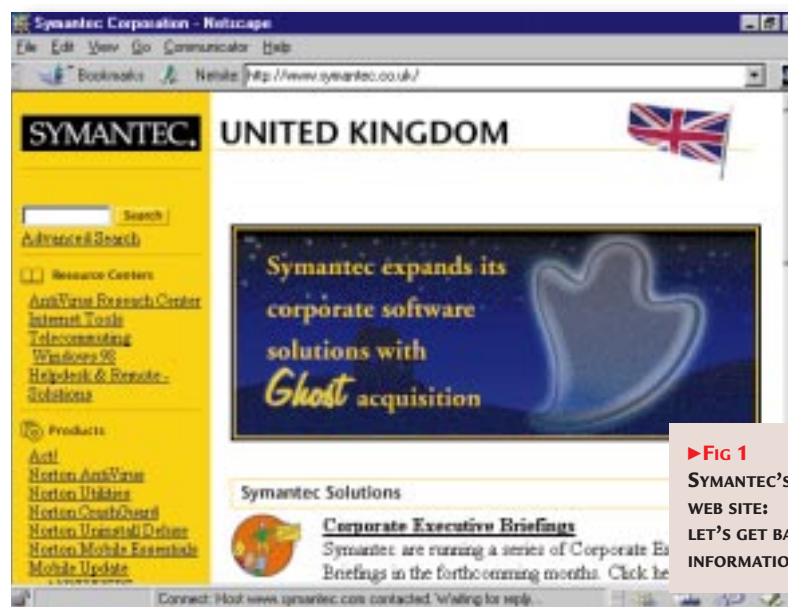 Symantec Corporation - Netscape
File Edit View Go Communicator Help
Bookmarks Netsite: http://www.symantec.co.uk/
SYMANTEC.
UNITED KINGDOM
Search
Advanced Search
Resource Centers
AntiVirus Research Center
Internet Tools
Telecommuting
Windows 98
Helpdesk & Remote -
Solutions
Products
Act!
Norton AntiVirus
Norton Utilities
Norton CrashGuard
Norton Uninstall Deluxe
Norton Mobile Essentials
Mobile Update
Symantec expands its
corporate software
solutions with
Ghost acquisition
Symantec Solutions
Corporate Executive Briefings
Symantec are running a series of Corporate Ex
Briefings in the forthcomming months. Click he
►FIG 1
SYMANTEC'S
WEB SITE:
LET'S GET BA
INFORMATIO
Connect: Host www.symantec.com contacted. Waiting for reply...